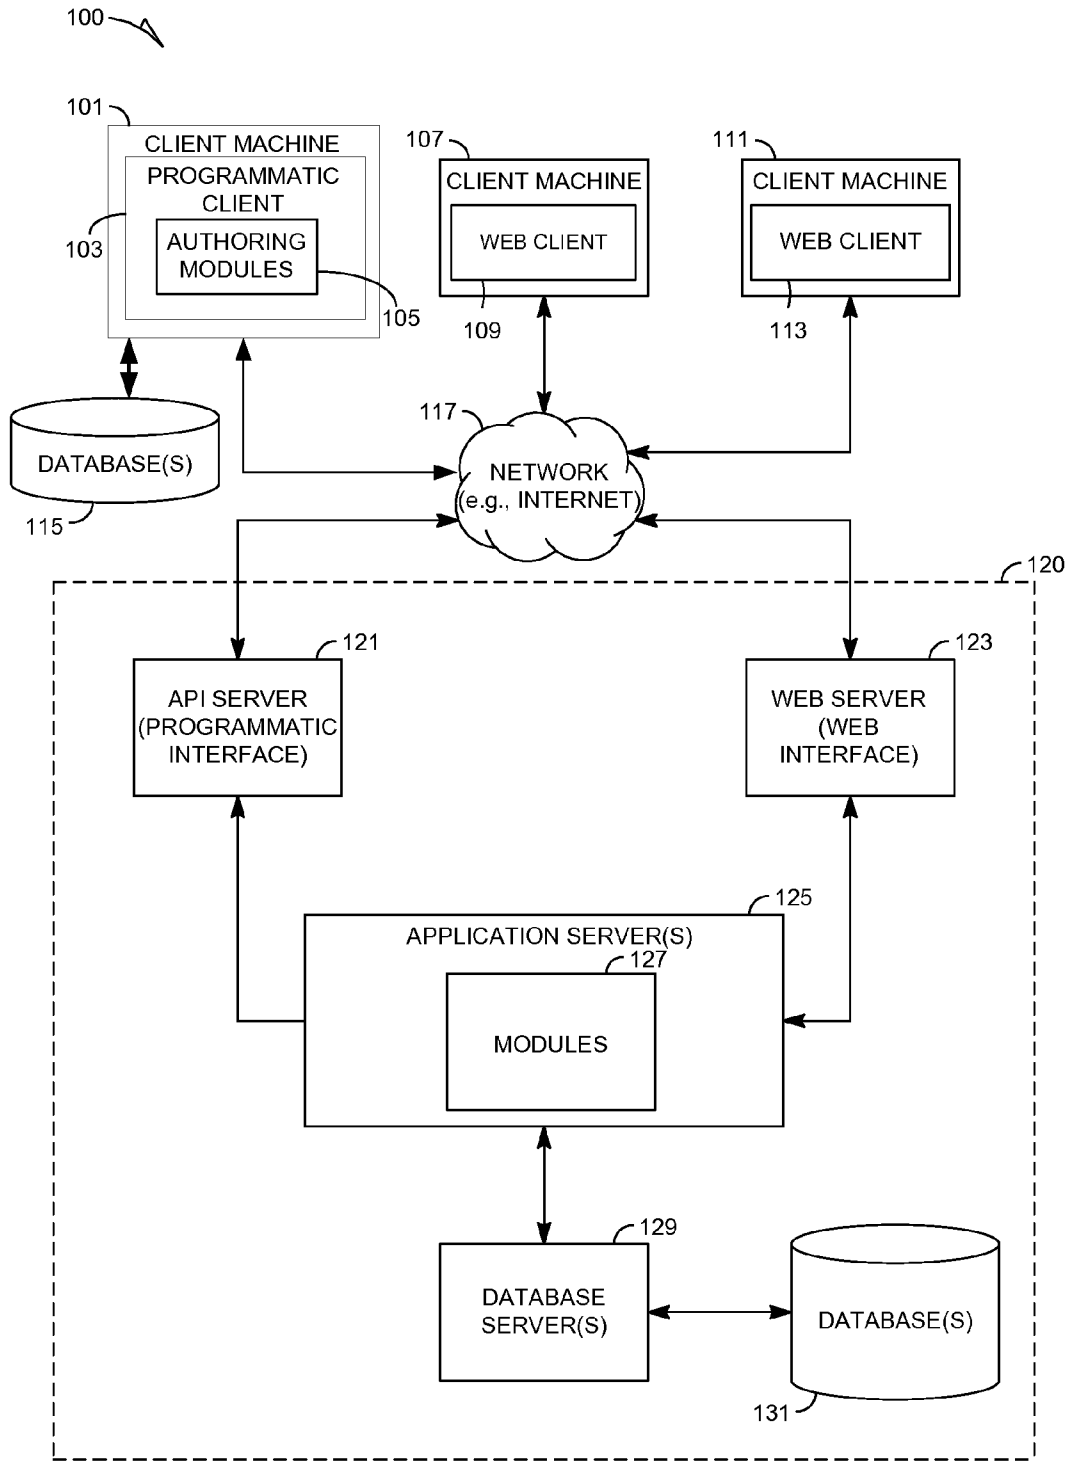 100
101
CLIENT MACHINE
PROGRAMMATIC
CLIENT
103
AUTHORING
MODULES
105
107
CLIENT MACHINE
WEB CLIENT
109
111
CLIENT MACHINE
WEB CLIENT
113
DATABASE(S)
115
117
NETWORK
(e.g., INTERNET)
120
121
API SERVER
(PROGRAMMATIC
INTERFACE)
123
WEB SERVER
(WEB
INTERFACE)
125
APPLICATION SERVER(S)
127
MODULES
129
DATABASE
SERVER(S)
DATABASE(S)
131